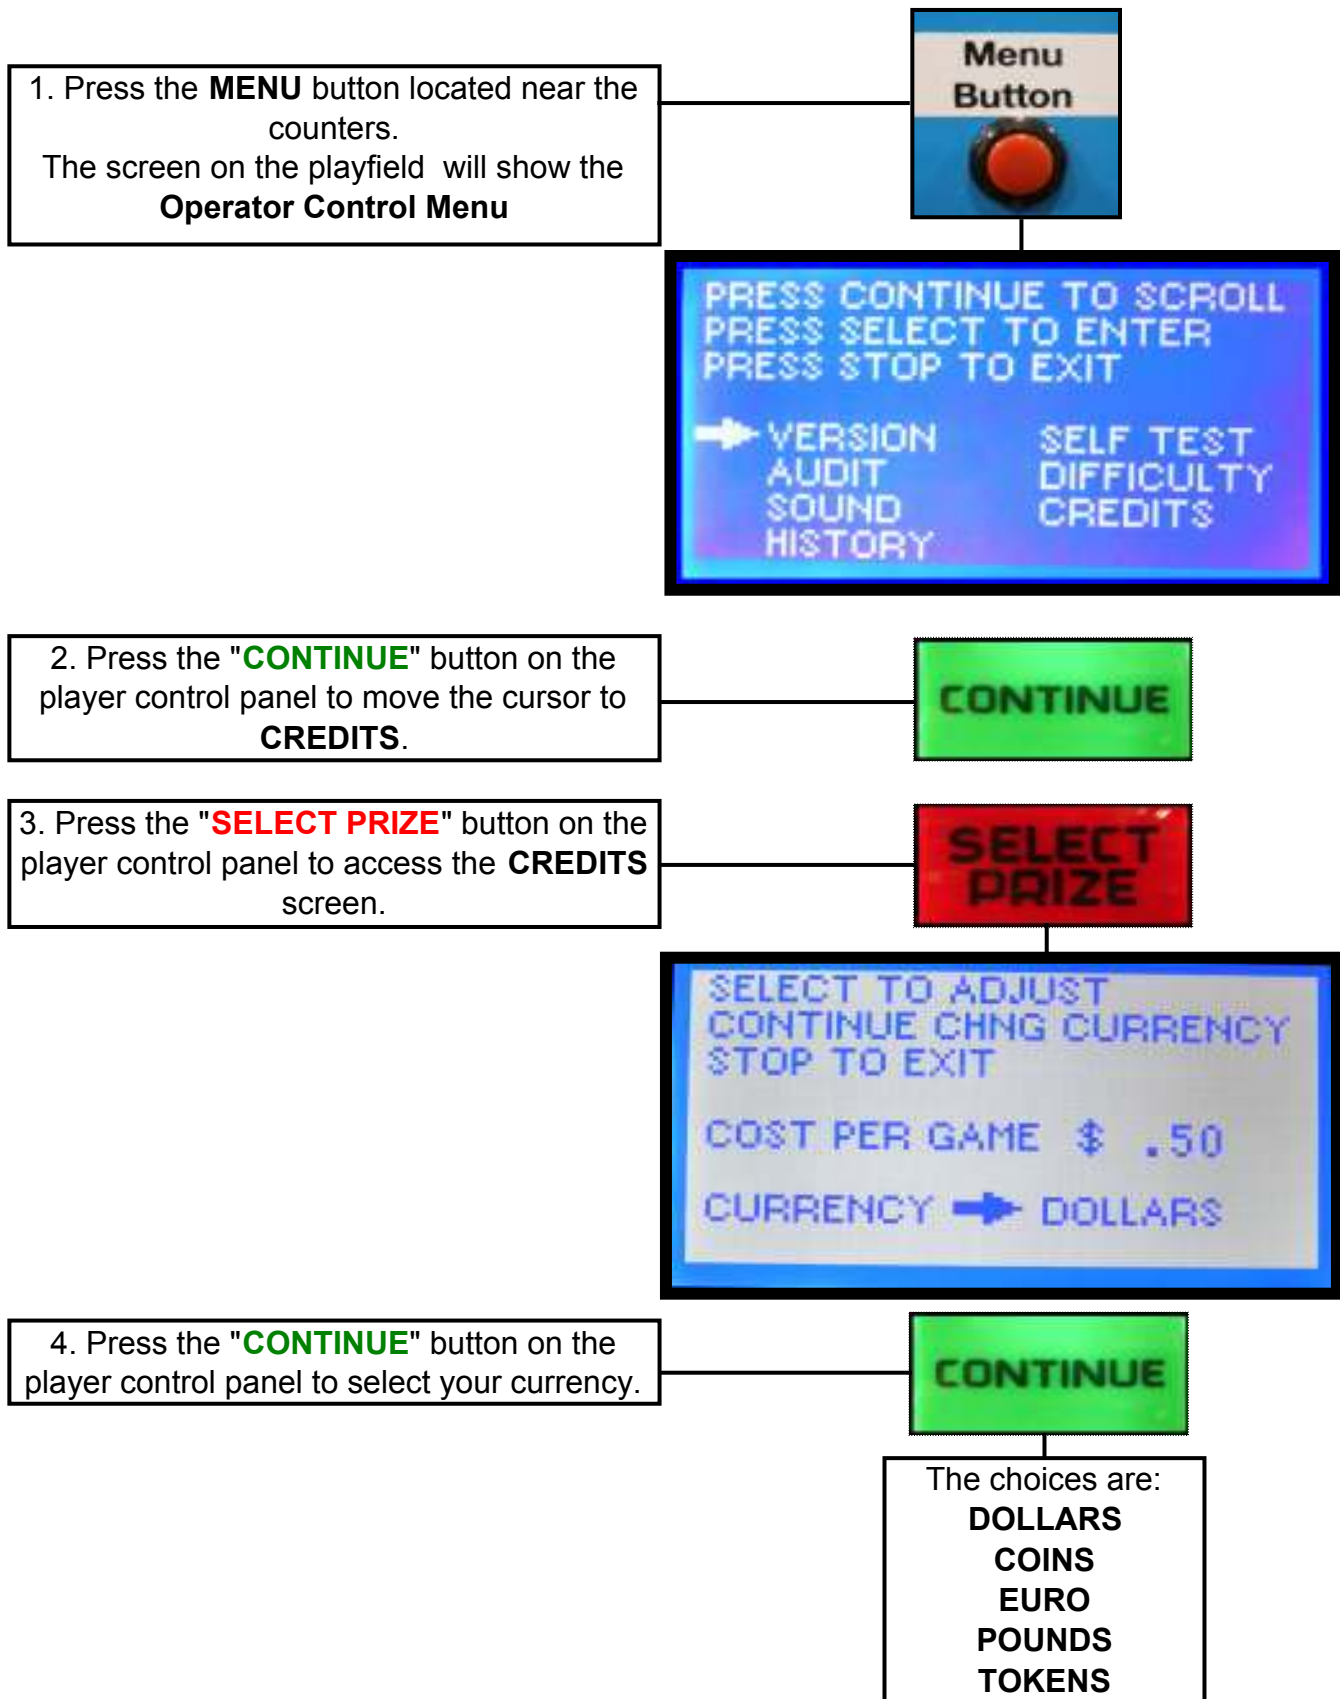 Menu
Button
1. Press the MENU button located near the
counters.
The screen on the playfield will show the
Operator Control Menu
PRESS CONTINUE TO SCROLL
PRESS SELECT TO ENTER
PRESS STOP TO EXIT
VERSION SELF TEST
AUDIT DIFFICULTY
SOUND CREDITS
HISTORY
2. Press the "CONTINUE" button on the
player control panel to move the cursor to
CREDITS.
CONTINUE
3. Press the "SELECT PRIZE" button on the
player control panel to access the CREDITS
screen.
SELECT
PRIZE
SELECT TO ADJUST
CONTINUE CHNG CURRENCY
STOP TO EXIT
COST PER GAME $ .50
CURRENCY DOLLARS
4. Press the "CONTINUE" button on the
player control panel to select your currency.
CONTINUE
The choices are:
DOLLARS
COINS
EURO
POUNDS
TOKENS